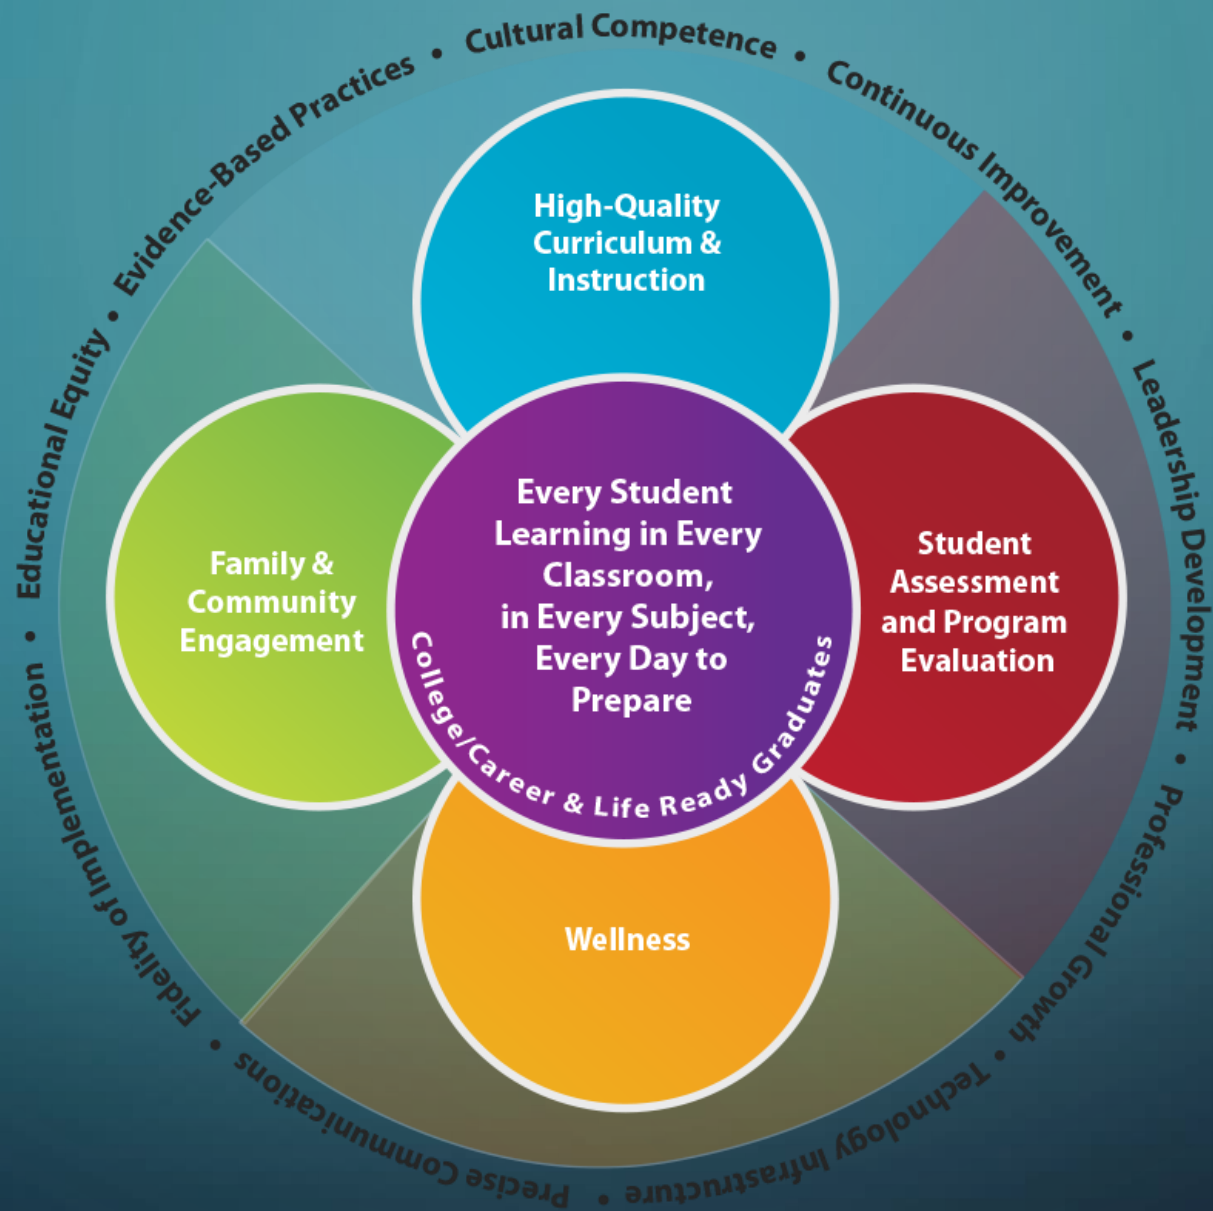 Cultural Competence • Continuous Improvement • Leadership Development • Professional Growth • Technology Infrastructure • Precise Communications • Fidelity of Implementation • Educational Equity • Evidence-Based Practices •
High-Quality
Curriculum &
Instruction
Family &
Community
Engagement
Every Student
Learning in Every
Classroom,
in Every Subject,
Every Day to
Prepare
College/Career & Life Ready Graduates
Student
Assessment
and Program
Evaluation
Wellness